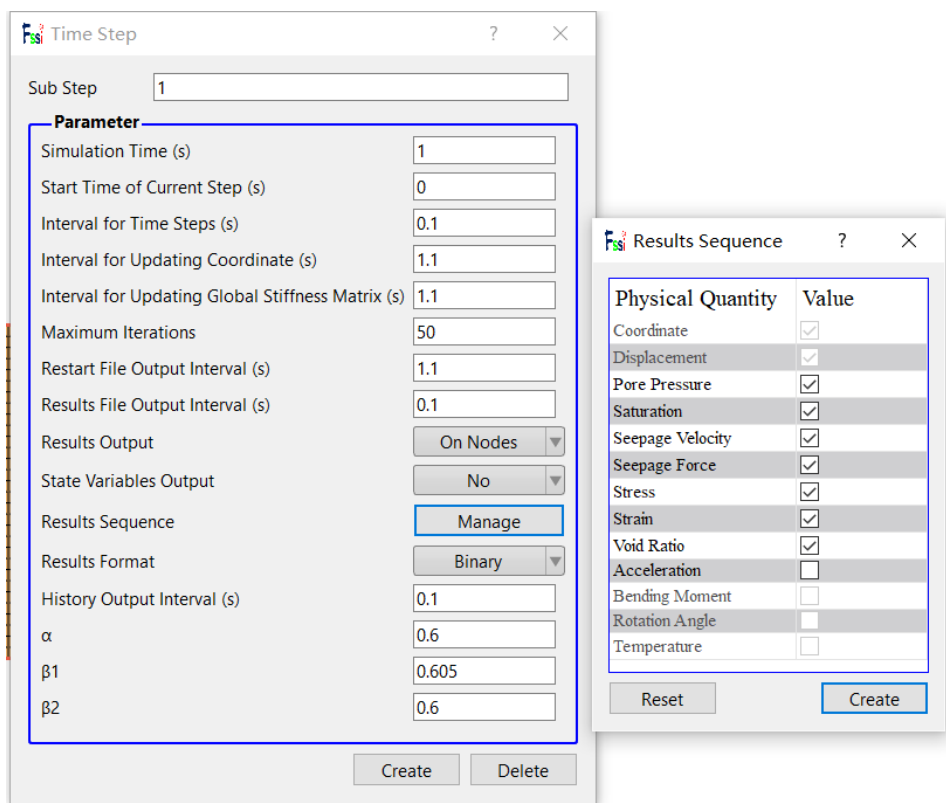 Fssi Time Step ? ×
Sub Step 1
Parameter
Simulation Time (s) 1
Start Time of Current Step (s) 0
Interval for Time Steps (s) 0.1
Interval for Updating Coordinate (s) 1.1
Interval for Updating Global Stiffness Matrix (s) 1.1
Maximum Iterations 50
Restart File Output Interval (s) 1.1
Results File Output Interval (s) 0.1
Results Output On Nodes
State Variables Output No
Results Sequence Manage
Results Format Binary
History Output Interval (s) 0.1
α 0.6
β1 0.605
β2 0.6
Create Delete
Fssi Results Sequence ? ×
Physical Quantity Value
Coordinate
Displacement
Pore Pressure
Saturation
Seepage Velocity
Seepage Force
Stress
Strain
Void Ratio
Acceleration
Bending Moment
Rotation Angle
Temperature
Reset Create